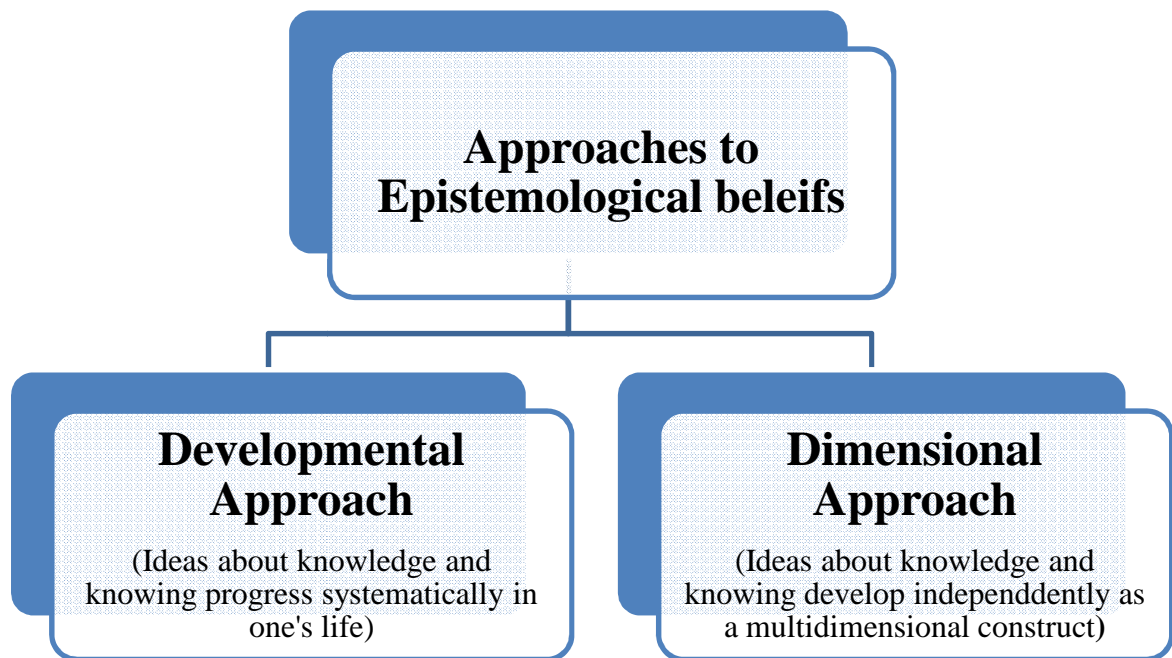 Approaches to
Epistemological beleifs
Developmental
Approach
(Ideas about knowledge and
knowing progress systematically in
one's life)
Dimensional
Approach
(Ideas about knowledge and
knowing develop independdently as
a multidimensional construct)